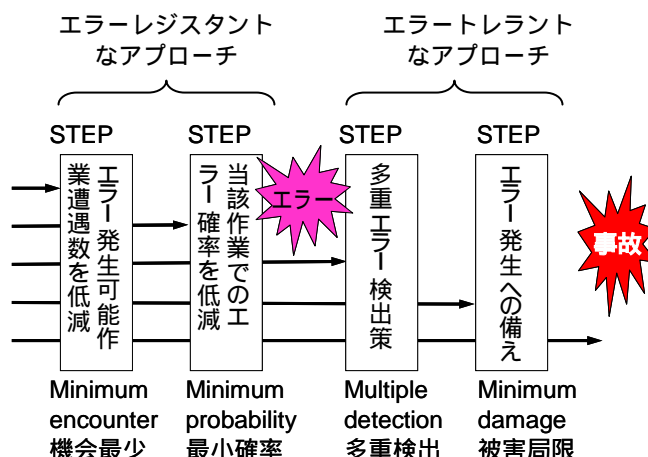 エラーレジスタント
なアプローチ
エラートレラント
なアプローチ
STEP
STEP
STEP
STEP
エラー発生可能作
業遭遇数を低減
当該作業でのエ
ラー確率を低減
エラー
多重エラー検出策
エラー発生への備え
事故
Minimum
encounter
機会最少
Minimum
probability
最小確率
Multiple
detection
多重検出
Minimum
damage
被害局限